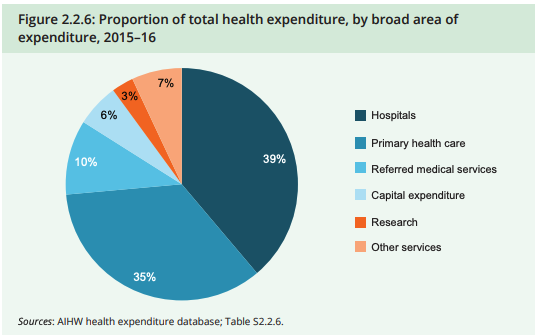 Figure 2.2.6: Proportion of total health expenditure, by broad area of
expenditure, 2015–16
7%
3%
6%
10%
39%
35%
Hospitals
Primary health care
Referred medical services
Capital expenditure
Research
Other services
Sources: AIHW health expenditure database; Table S2.2.6.